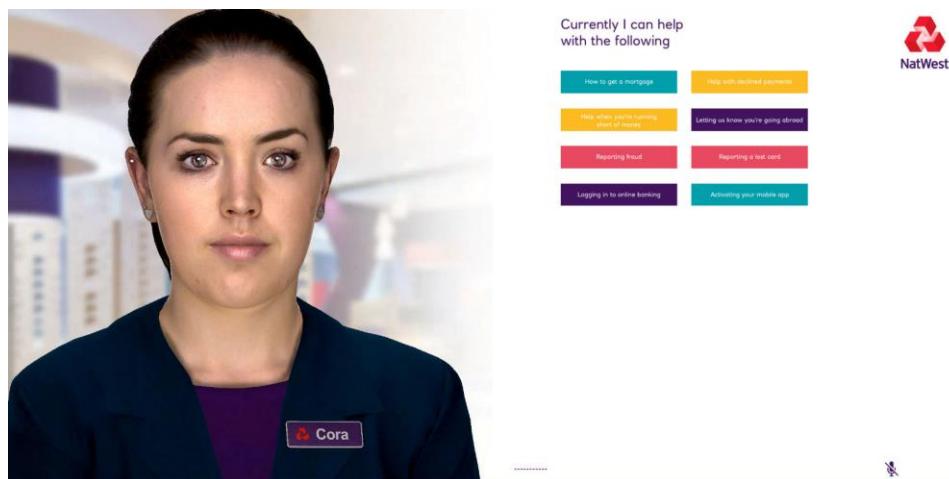 Currently I can help
with the following
NatWest
How to get a mortgage
Help with declined payments
Help when you're running
short of money
Letting us know you're going abroad
Reporting fraud
Reporting a lost card
Logging in to online banking
Activating your mobile app
Cora